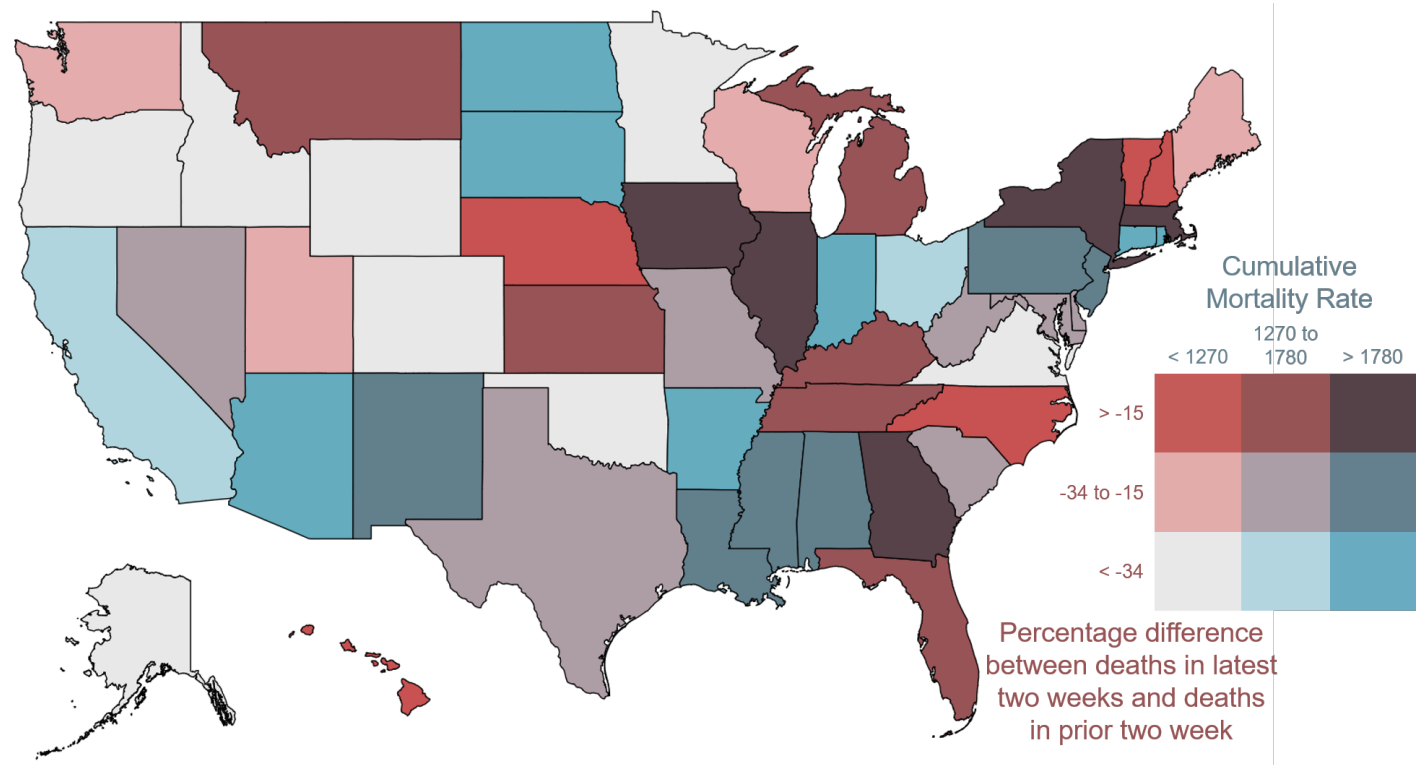 Cumulative
Mortality Rate
< 1270
1270 to
1780
> 1780
> -15
-34 to -15
< -34
Percentage difference
between deaths in latest
two weeks and deaths
in prior two week